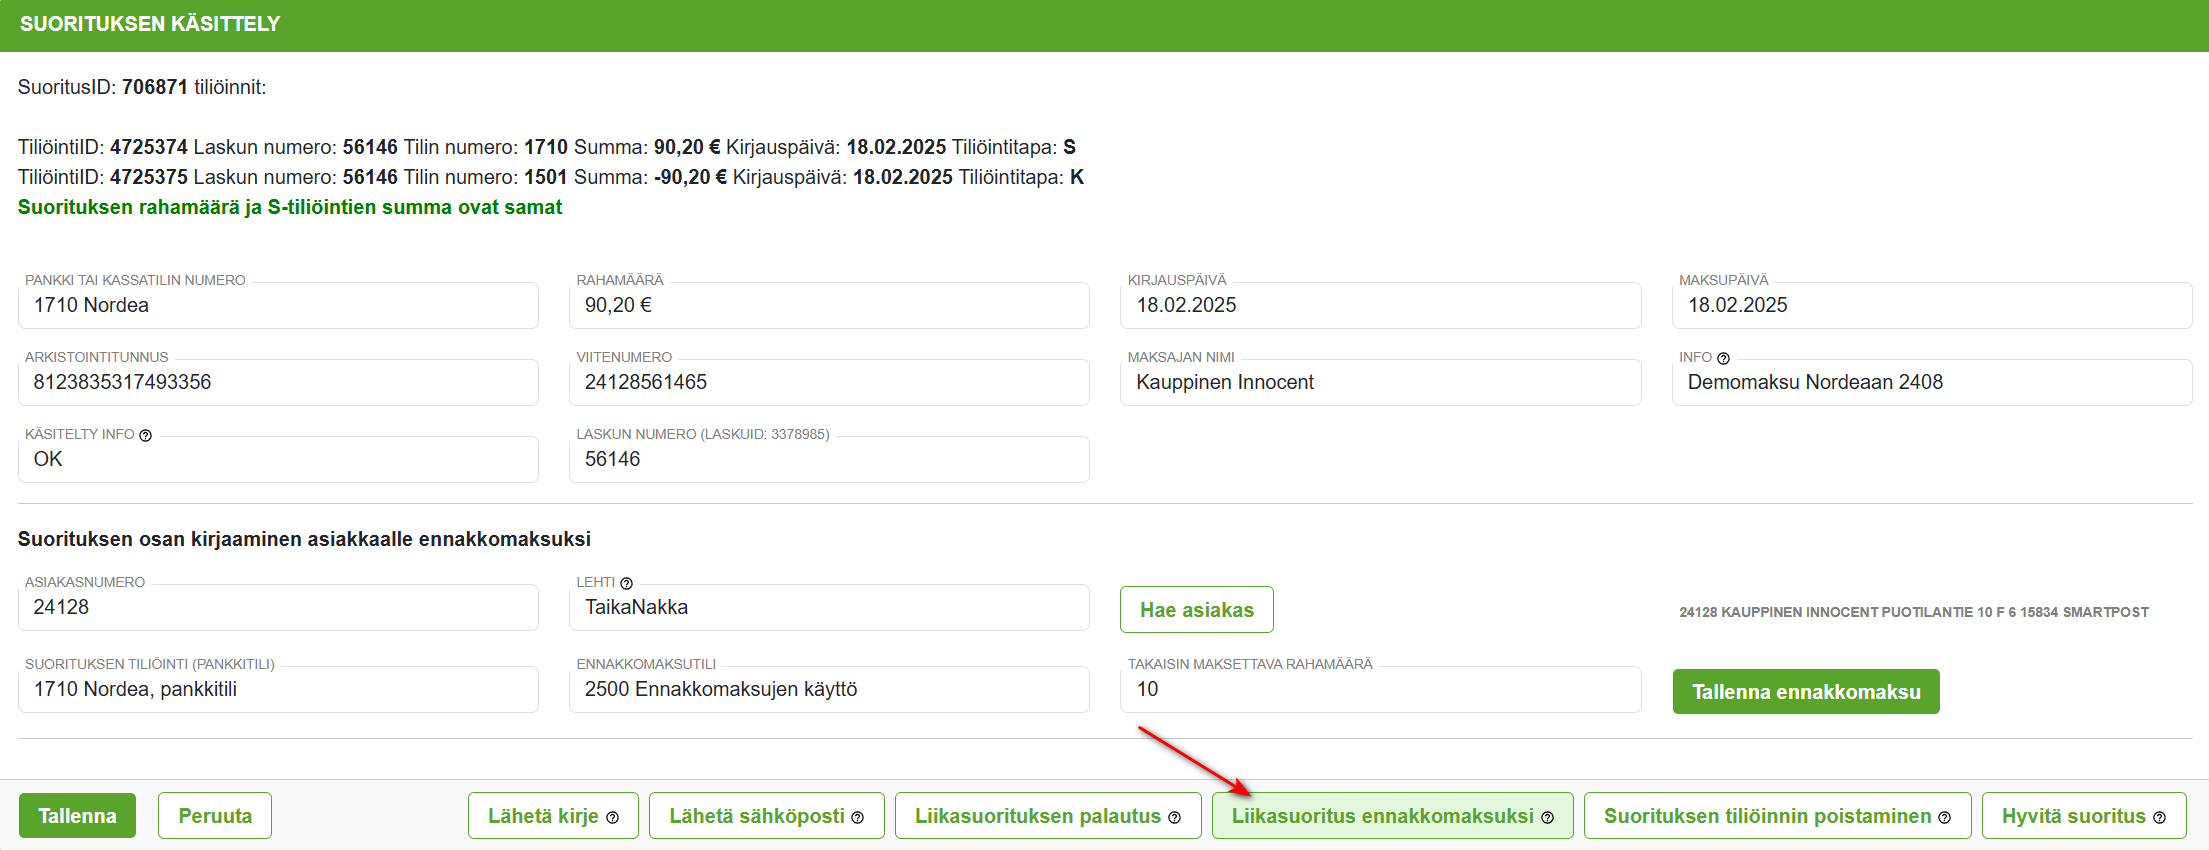 SUORITUKSEN KÄSITTELY
SuoritusID: 706871 tiliöinnit:
TiliöintiID: 4725374 Laskun numero: 56146 Tilin numero: 1710 Summa: 90,20 € Kirjauspäivä: 18.02.2025 Tiliöintitapa: S
TiliöintiID: 4725375 Laskun numero: 56146 Tilin numero: 1501 Summa: -90,20 € Kirjauspäivä: 18.02.2025 Tiliöintitapa: K
Suorituksen rahamäärä ja S-tiliöintien summa ovat samat
PANKKI TAI KASSATILIN NUMERO RAHAMÄÄRÄ KIRJAUSPÄIVÄ MAKSUPÄIVÄ
1710 Nordea 90,20 € 18.02.2025 18.02.2025
ARKISTOINTITUNNUS VIITENUMERO MAKSAJAN NIMI INFO
8123835317493356 24128561465 Kauppinen Innocent Demomaksu Nordeaan 2408
KÄSITELTY INFO LASKUN NUMERO (LASKUID: 3378985)
OK 56146
Suorituksen osan kirjaaminen asiakkaalle ennakkomaksuksi
ASIAKASNUMERO LEHTI
24128 TaikaNakka Hae asiakas 24128 KAUPPINEN INNOCENT PUOTILANTIE 10 F 6 15834 SMARTPOST
SUORITUKSEN TILIÖINTI (PANKKITILI) ENNAKKOMAKSUTILI TAKAISIN MAKSETTAVA RAHAMÄÄRÄ
1710 Nordea, pankkitili 2500 Ennakkomaksujen käyttö 10 Tallenna ennakkomaksu
Tallenna Peruuta Lähetä kirje Lähetä sähköposti Liikasuorituksen palautus Liikasuoritus ennakkomaksuksi Suorituksen tiliöinnin poistaminen Hyvitä suoritus